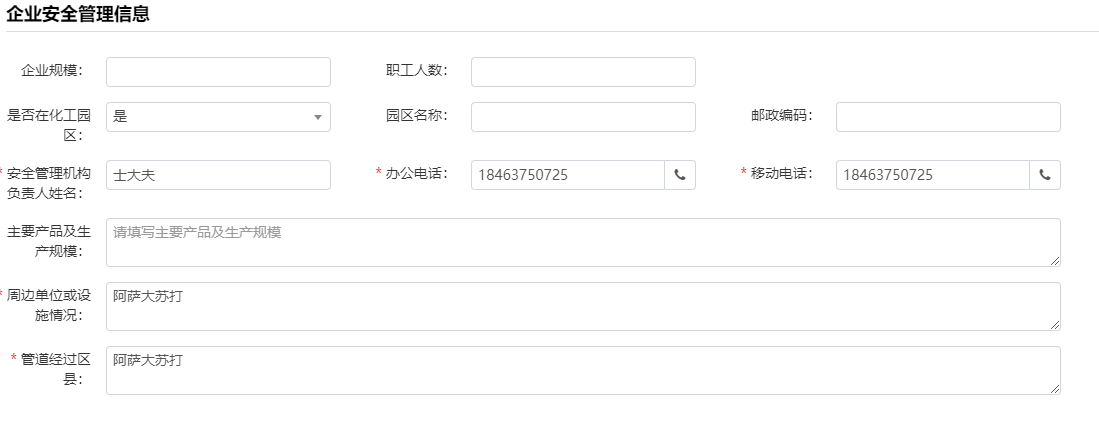 企业安全管理信息
企业规模： 职工人数：
是否在化工园区： 是 园区名称： 邮政编码：
* 安全管理机构负责人姓名： 士大夫 * 办公电话： 18463750725 * 移动电话： 18463750725
主要产品及生产规模： 请填写主要产品及生产规模
* 周边单位或设施情况： 阿萨大苏打
* 管道经过区县： 阿萨大苏打